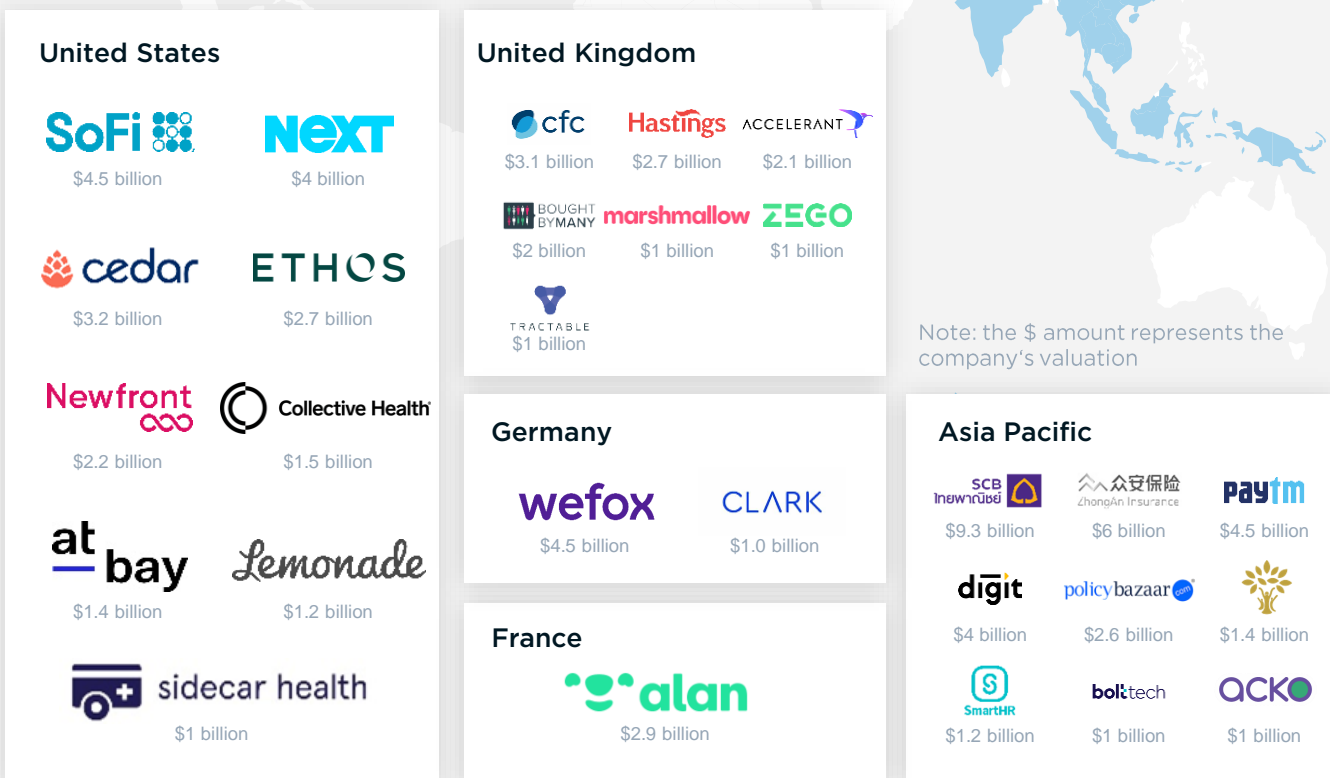 United States
SoFi
$4.5 billion
NEXT
$4 billion
cedar
$3.2 billion
ETHOS
$2.7 billion
Newfront
$2.2 billion
Collective Health
$1.5 billion
at
bay
$1.4 billion
Lemonade
$1.2 billion
sidecar health
$1 billion
United Kingdom
cfc
$3.1 billion
Hastings
$2.7 billion
ACCELERANT
$2.1 billion
BOUGHT
BYMANY
$2 billion
marshmallow
$1 billion
ZEGO
$1 billion
TRACTABLE
$1 billion
Germany
wefox
$4.5 billion
CLARK
$1.0 billion
France
alan
$2.9 billion
Note: the $ amount represents the
company‘s valuation
Asia Pacific
SCB
ไทยพาณิชย์
$9.3 billion
众安保险
ZhongAn Insurance
$6 billion
paytm
$4.5 billion
digit
$4 billion
policybazaar com
$2.6 billion
$1.4 billion
S
SmartHR
$1.2 billion
bolttech
$1 billion
acko
$1 billion